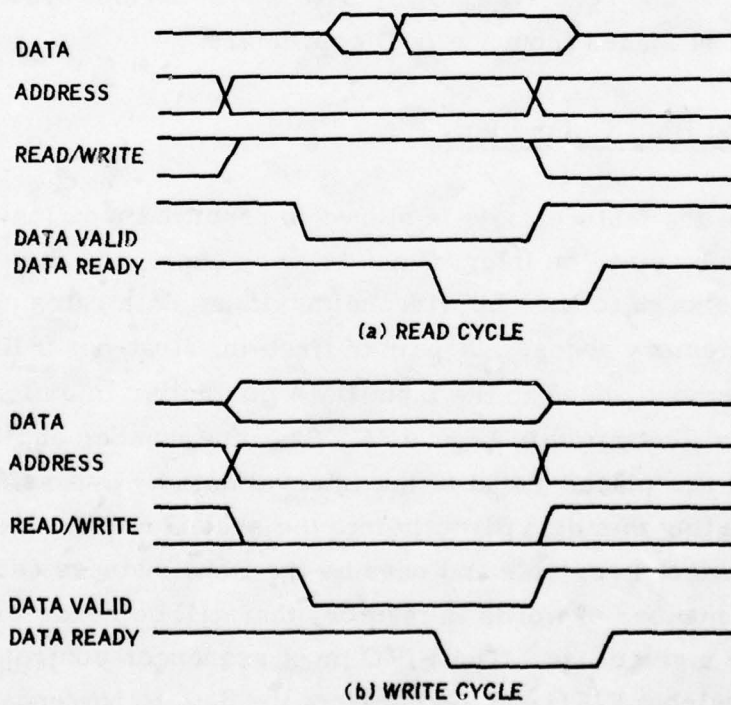 DATA
ADDRESS
READ/WRITE
DATA VALID
DATA READY
(a) READ CYCLE
DATA
ADDRESS
READ/WRITE
DATA VALID
DATA READY
(b) WRITE CYCLE